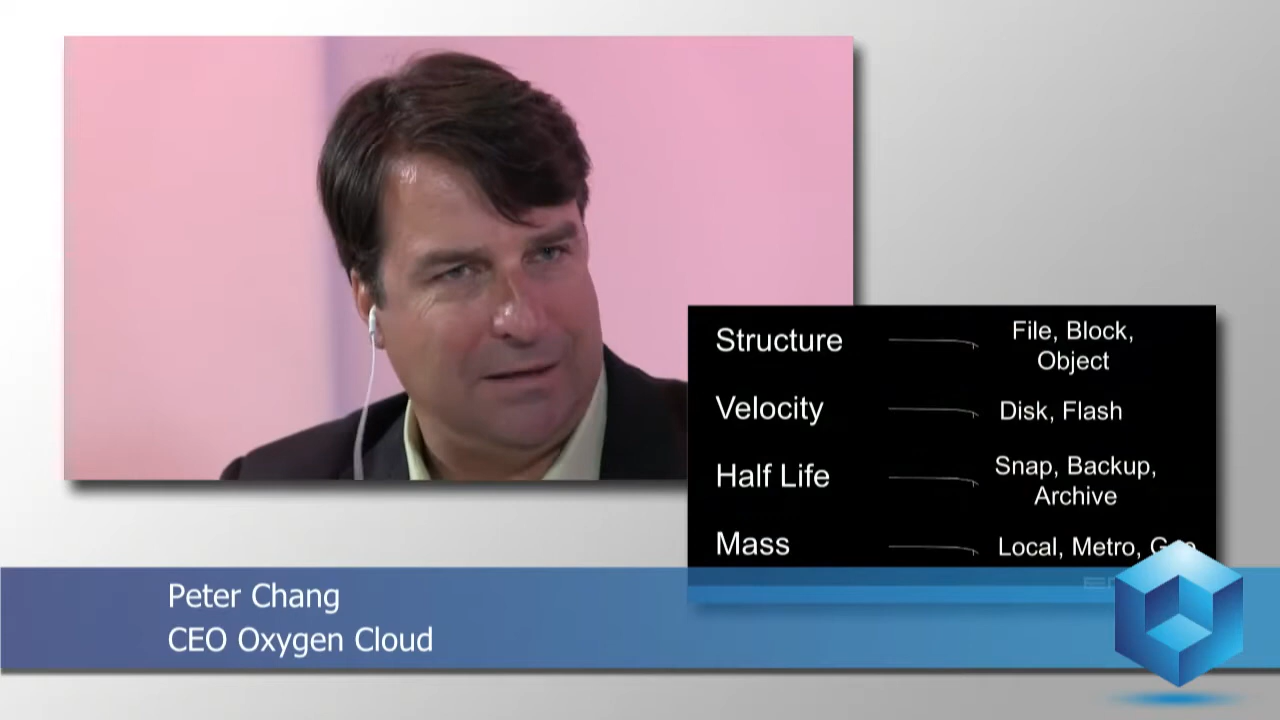 Structure
File, Block,
Object
Velocity
Disk, Flash
Half Life
Snap, Backup,
Archive
Mass
Local, Metro,
Peter Chang
CEO Oxygen Cloud